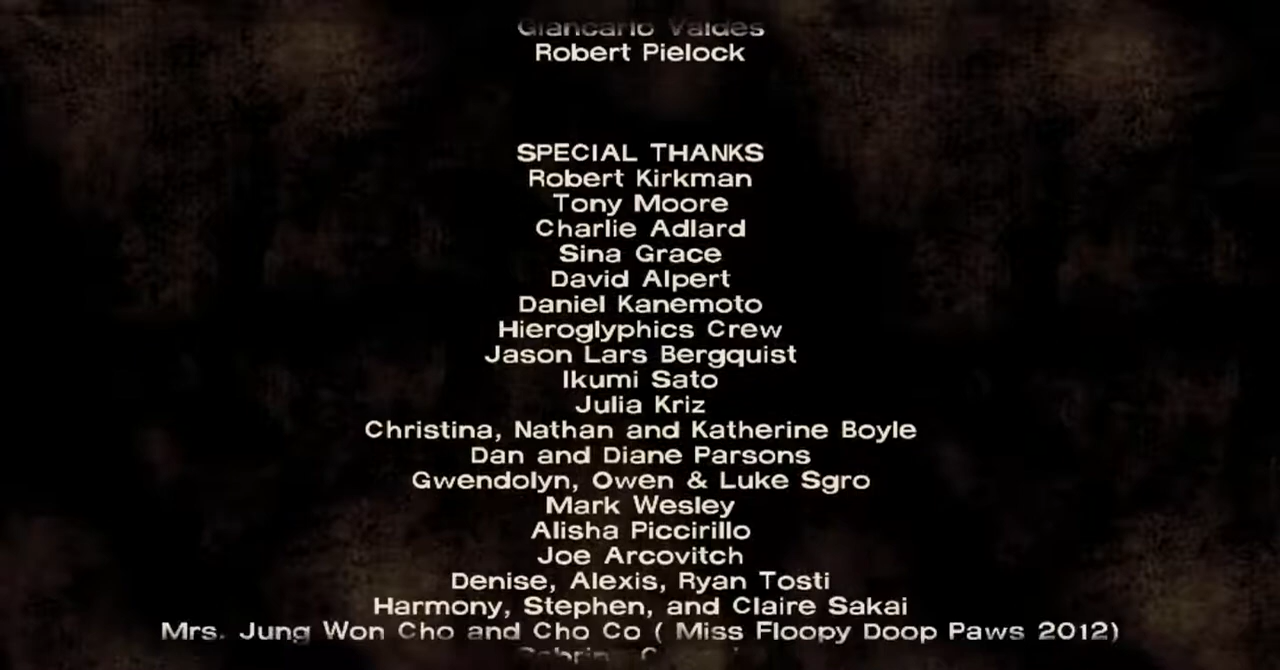 Giancarlo Valdes
Robert Pielock
SPECIAL THANKS
Robert Kirkman
Tony Moore
Charlie Adlard
Sina Grace
David Alpert
Daniel Kanemoto
Hieroglyphics Crew
Jason Lars Bergquist
Ikumi Sato
Julia Kriz
Christina, Nathan and Katherine Boyle
Dan and Diane Parsons
Gwendolyn, Owen & Luke Sgro
Mark Wesley
Alisha Piccirillo
Joe Arcovitch
Denise, Alexis, Ryan Tosti
Harmony, Stephen, and Claire Sakai
Mrs. Jung Won Cho and Cho Co ( Miss Floopy Doop Paws 2012)